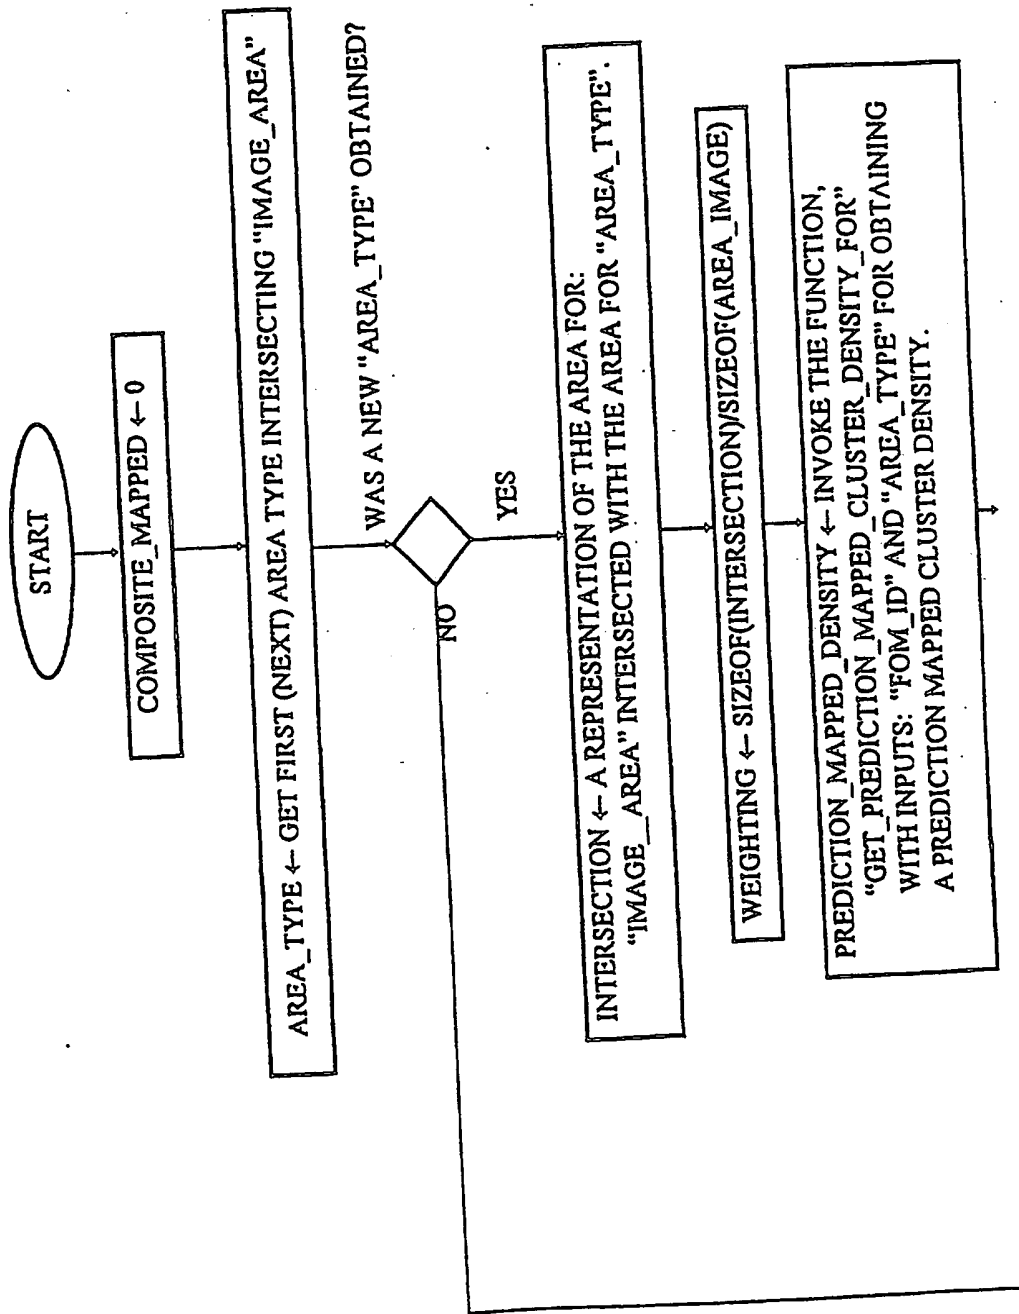 START
COMPOSITE_MAPPED ← 0
AREA_TYPE ← GET FIRST (NEXT) AREA TYPE INTERSECTING “IMAGE_AREA”
WAS A NEW “AREA_TYPE” OBTAINED?
NO
YES
INTERSECTION ← A REPRESENTATION OF THE AREA FOR:
“IMAGE__AREA” INTERSECTED WITH THE AREA FOR “AREA_TYPE”.
WEIGHTING ← SIZEOF(INTERSECTION)/SIZEOF(AREA_IMAGE)
PREDICTION_MAPPED_DENSITY ← INVOKE THE FUNCTION,
“GET_PREDICTION_MAPPED_CLUSTER_DENSITY_FOR”
WITH INPUTS: “FOM_ID” AND “AREA_TYPE” FOR OBTAINING
A PREDICTION MAPPED CLUSTER DENSITY.